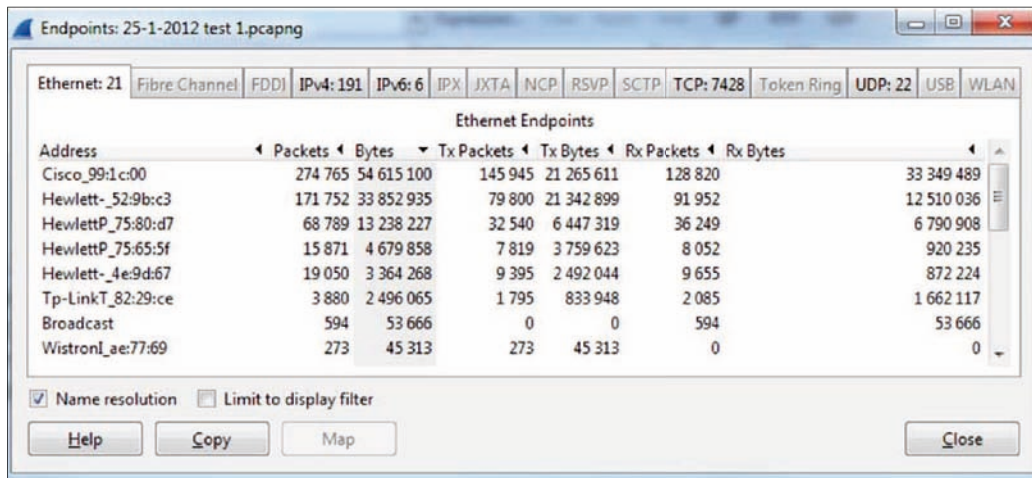 Endpoints: 25-1-2012 test 1.pcapng
Ethernet: 21 Fibre Channel FDDI IPv4: 191 IPv6: 6 IPX JXTA NCP RSVP SCTP TCP: 7428 Token Ring UDP: 22 USB WLAN
Ethernet Endpoints
Address Packets Bytes Tx Packets Tx Bytes Rx Packets Rx Bytes
Cisco_99:1c:00 274 765 54 615 100 145 945 21 265 611 128 820 33 349 489
Hewlett-_52:9b:c3 171 752 33 852 935 79 800 21 342 899 91 952 12 510 036
HewlettP_75:80:d7 68 789 13 238 227 32 540 6 447 319 36 249 6 790 908
HewlettP_75:65:5f 15 871 4 679 858 7 819 3 759 623 8 052 920 235
Hewlett-_4e:9d:67 19 050 3 364 268 9 395 2 492 044 9 655 872 224
Tp-LinkT_82:29:ce 3 880 2 496 065 1 795 833 948 2 085 1 662 117
Broadcast 594 53 666 0 0 594 53 666
WistronI_ae:77:69 273 45 313 273 45 313 0 0
Name resolution Limit to display filter
Help Copy Map Close